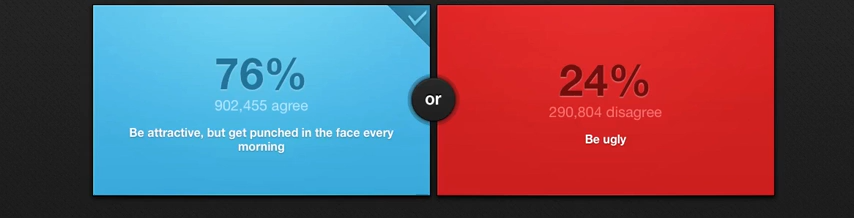 76%
902,455 agree
Be attractive, but get punched in the face every
morning
or
24%
290,804 disagree
Be ugly